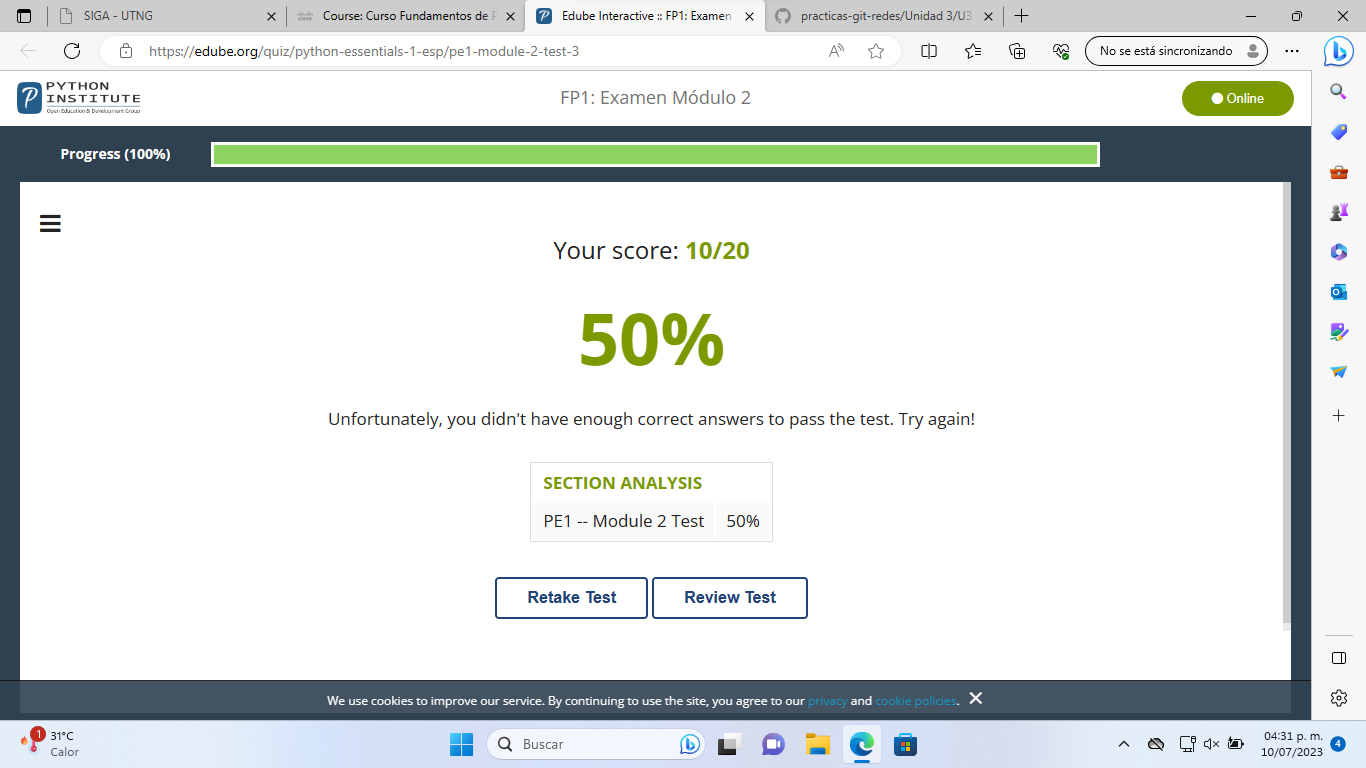 SIGA - UTNG
Course: Curso Fundamentos de P
Edube Interactive :: FP1: Examen
practicas-git-redes/Unidad 3/U3
https://edube.org/quiz/python-essentials-1-esp/pe1-module-2-test-3
No se está sincronizando
PYTHON
INSTITUTE
Open Education & Development Group
FP1: Examen Módulo 2
Online
Progress (100%)
Your score: 10/20
50%
Unfortunately, you didn't have enough correct answers to pass the test. Try again!
SECTION ANALYSIS
PE1 -- Module 2 Test 50%
Retake Test Review Test
We use cookies to improve our service. By continuing to use the site, you agree to our privacy and cookie policies.
1
31°C
Calor
Buscar
04:31 p. m.
10/07/2023
4